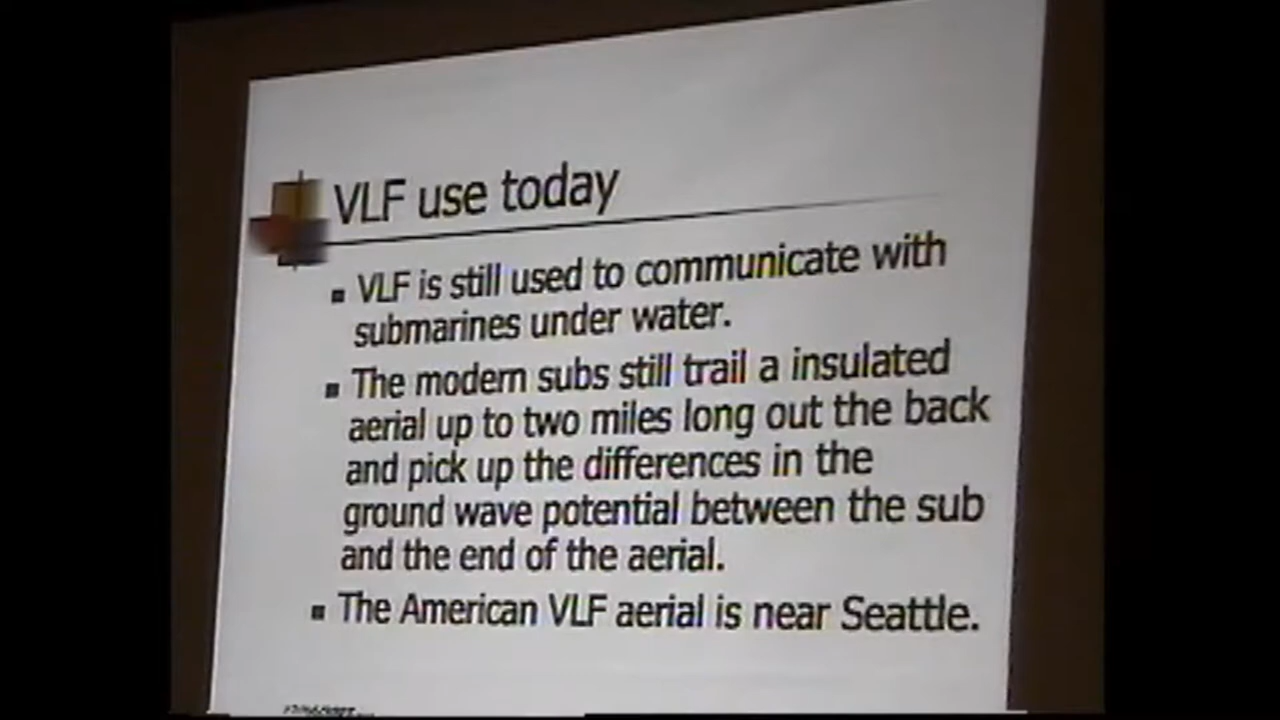 VLF use today
▪ VLF is still used to communicate with
submarines under water.
▪ The modern subs still trail a insulated
aerial up to two miles long out the back
and pick up the differences in the
ground wave potential between the sub
and the end of the aerial.
▪ The American VLF aerial is near Seattle.